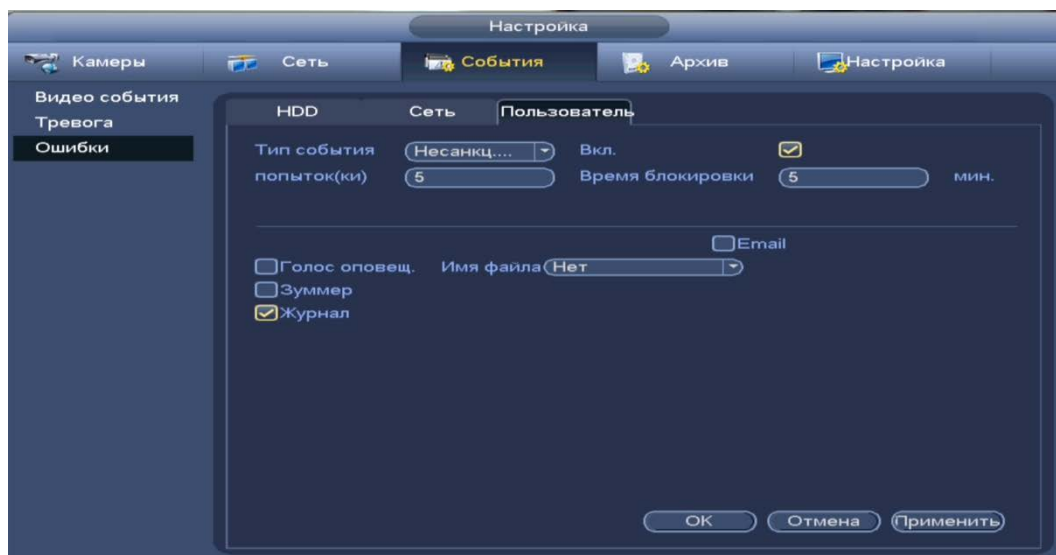 Настройка
Камеры Сеть События Архив Настройка
Видео события
Тревога
Ошибки
HDD Сеть Пользователь
Тип события Несанкц.... Вкл.
попыток(ки) 5 Время блокировки 5 мин.
Email
Голос оповещ. Имя файла Нет
Зуммер
Журнал
OK Отмена Применить